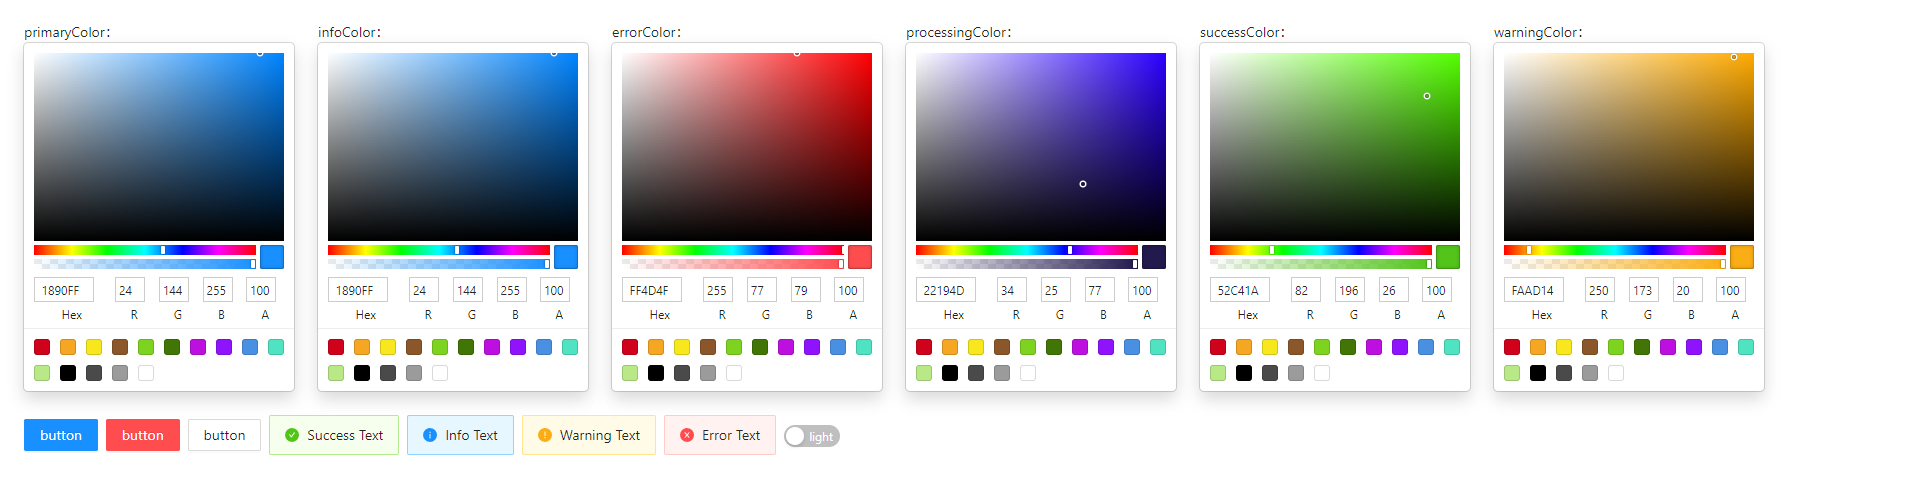 primaryColor: infoColor: errorColor: processingColor: successColor: warningColor:
1890FF 24 144 255 100 1890FF 24 144 255 100 FF4D4F 255 77 79 100 22194D 34 25 77 100 52C41A 82 196 26 100 FAAD14 250 173 20 100
Hex R G B A Hex R G B A Hex R G B A Hex R G B A Hex R G B A Hex R G B A
button button button Success Text Info Text Warning Text Error Text light